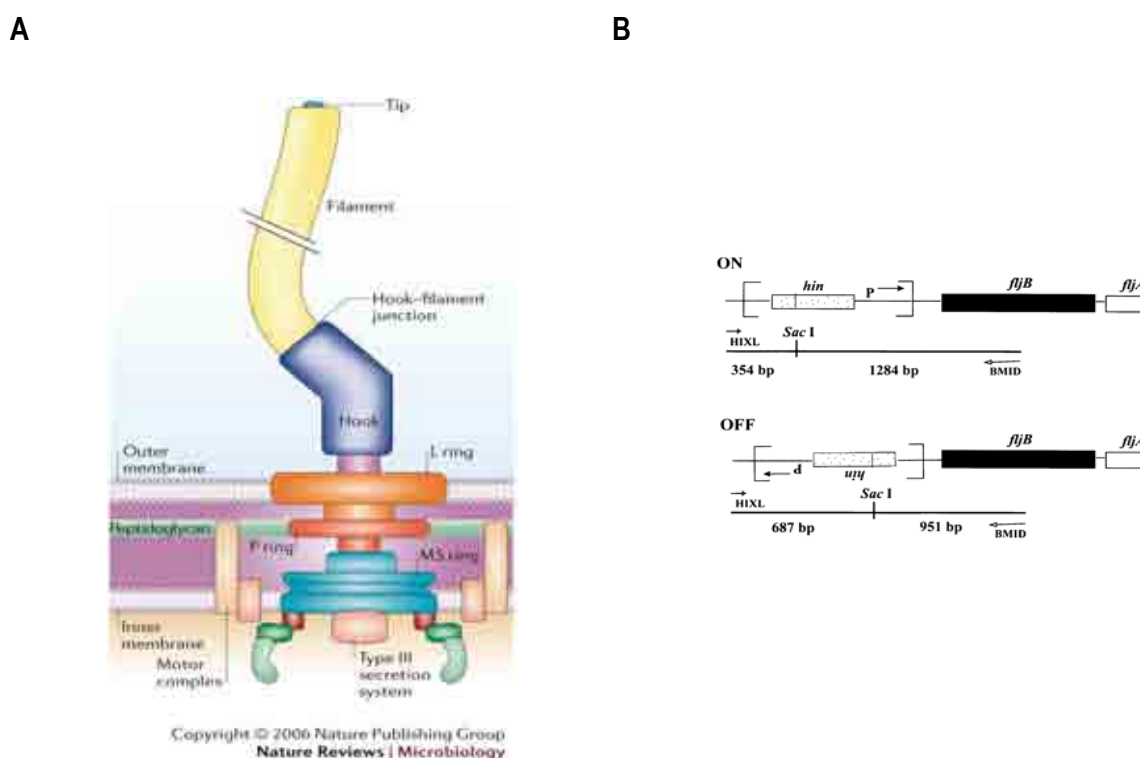 A
B
Tip
Filament
Hook–filament
junction
Hook
Outer
membrane
L ring
Peptidoglycan
P ring
MS ring
Inner
membrane
Motor
complex
Type III
secretion
system
Copyright © 2006 Nature Publishing Group
Nature Reviews | Microbiology
ON
hin
P
fljB
fljA
HIXL
Sac I
354 bp
1284 bp
BMID
OFF
P
hin
fljB
fljA
HIXL
Sac I
687 bp
951 bp
BMID